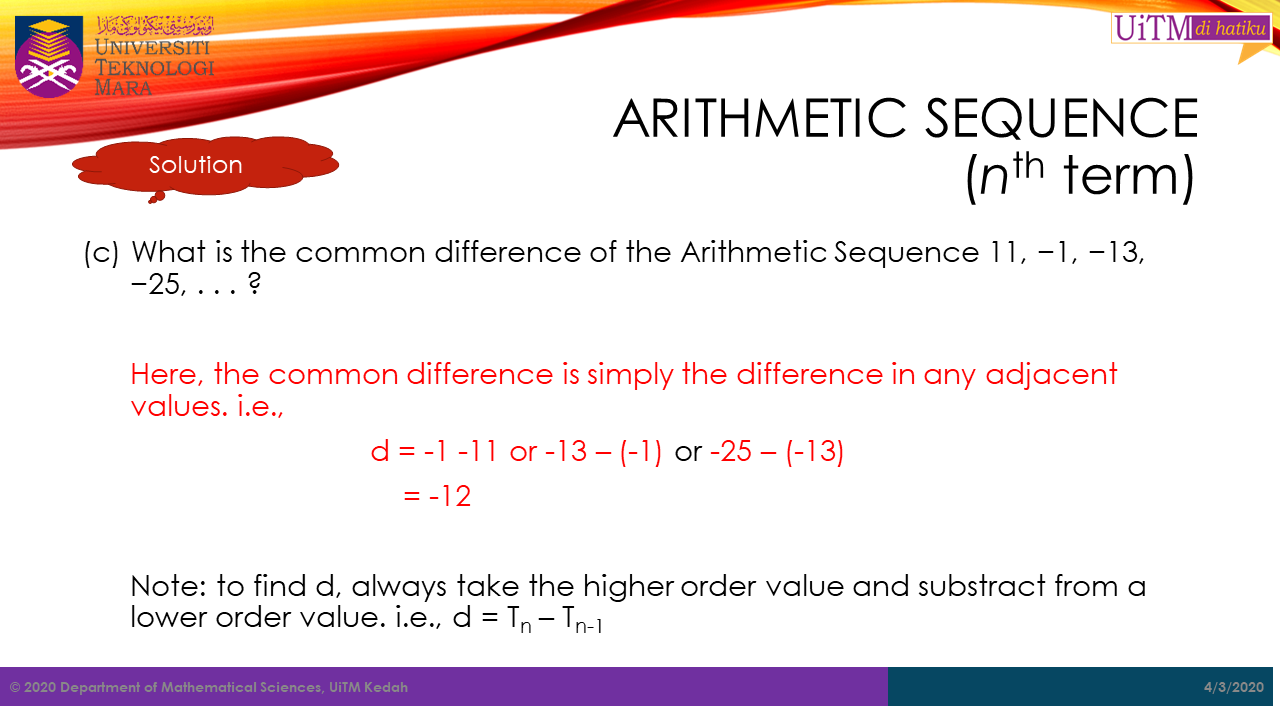 UNIVERSITI
TEKNOLOGI
MARA
UiTM di hatiku
ARITHMETIC SEQUENCE
(nth term)
Solution
(c) What is the common difference of the Arithmetic Sequence 11, −1, −13,
−25, . . . ?
Here, the common difference is simply the difference in any adjacent
values. i.e.,
d = -1 -11 or -13 – (-1) or -25 – (-13)
= -12
Note: to find d, always take the higher order value and substract from a
lower order value. i.e., d = Tn – Tn-1
© 2020 Department of Mathematical Sciences, UiTM Kedah
4/3/2020